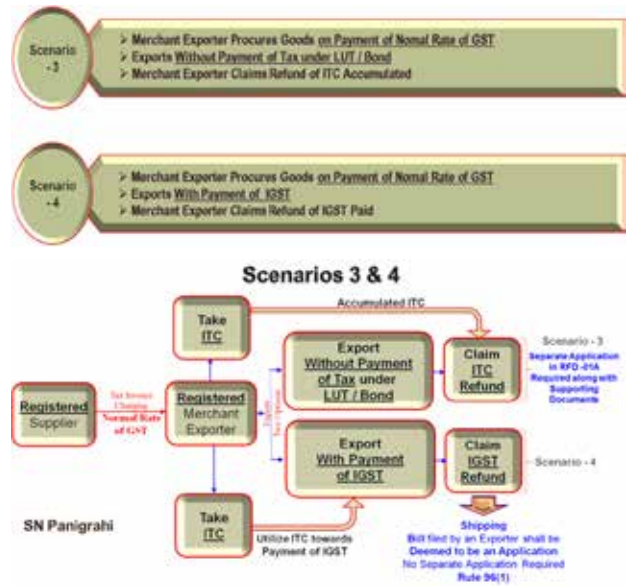 Scenario
- 3
➢ Merchant Exporter Procures Goods on Payment of Nomal Rate of GST
➢ Exports Without Payment of Tax under LUT / Bond
➢ Merchant Exporter Claims Refund of ITC Accumulated
Scenario
- 4
➢ Merchant Exporter Procures Goods on Payment of Nomal Rate of GST
➢ Exports With Payment of IGST
➢ Merchant Exporter Claims Refund of IGST Paid
Scenarios 3 & 4
Accumulated ITC
Take
ITC
Export
Without Payment
of Tax under
LUT / Bond
Claim
ITC
Refund
Scenario - 3
Separate Application
in RFD -01A
Required along with
Supporting
Documents
Registered
Supplier
Tax Invoice
Charging
Normal Rate
of GST
Registered
Merchant
Exporter
Exports
Two Options
Export
With Payment
of IGST
Claim
IGST
Refund
Scenario - 4
SN Panigrahi
Take
ITC
Utilize ITC towards
Payment of IGST
Shipping
Bill filed by an Exporter shall be
Deemed to be an Application
No Separate Application Required
Rule 96(1)